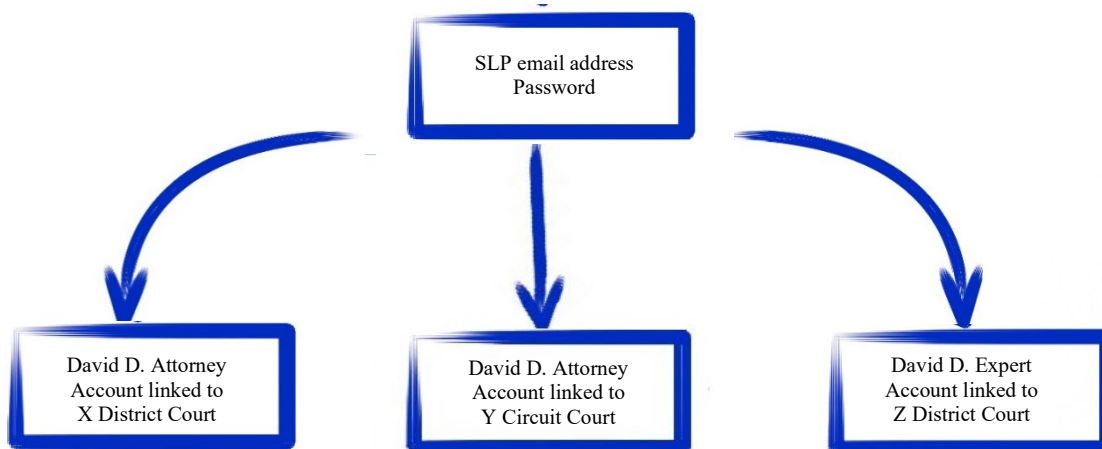 SLP email address
Password
David D. Attorney
Account linked to
X District Court
David D. Attorney
Account linked to
Y Circuit Court
David D. Expert
Account linked to
Z District Court